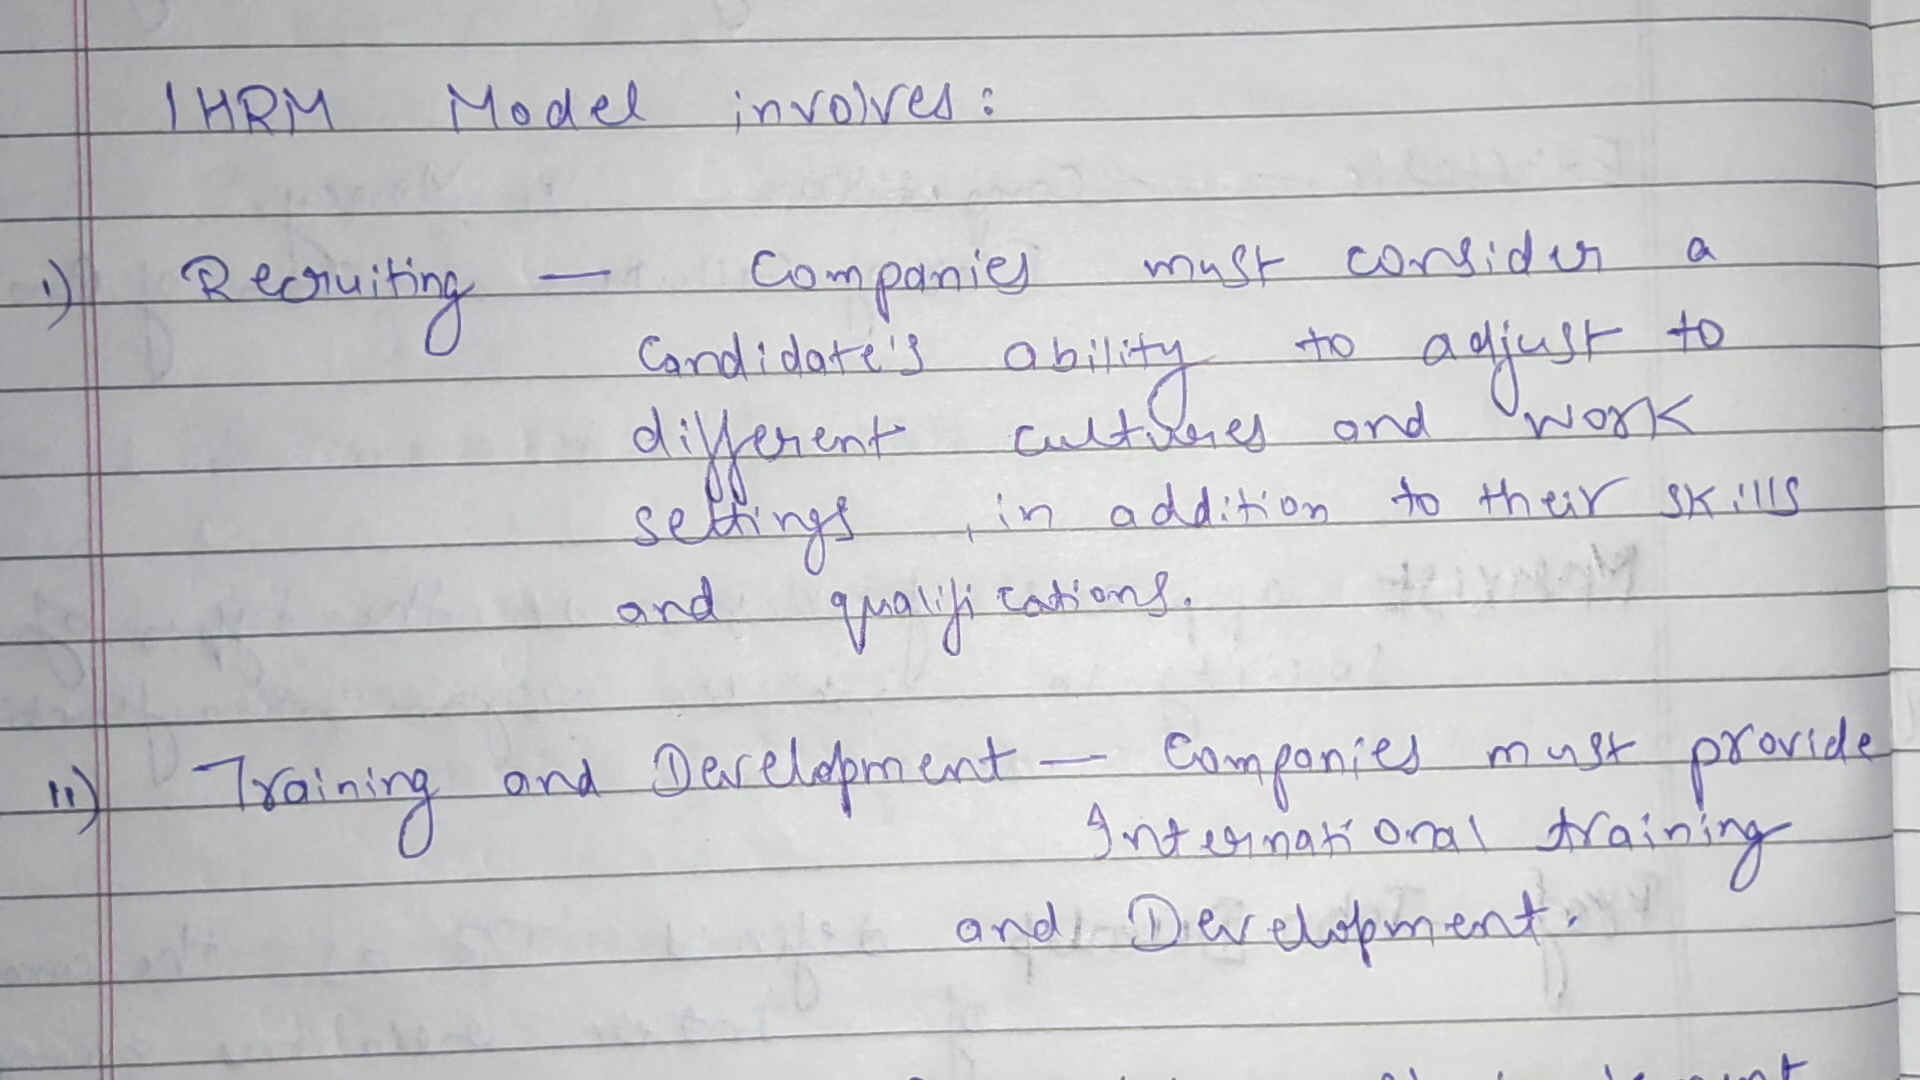 IHRM Model involves:
i) Recruiting — Companies must consider a
Candidate's ability to adjust to
different cultures and work
settings , in addition to their skills
and qualifications.
ii) Training and Development — Companies must provide
International training
and Development.